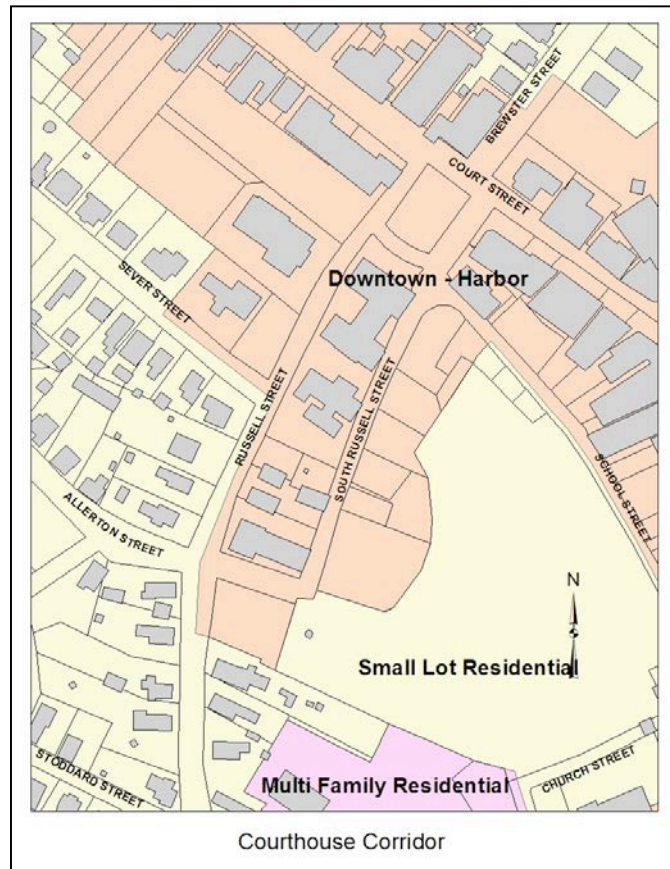 BREWSTER STREET
COURT STREET
SEVER STREET
Downtown - Harbor
RUSSELL STREET
SOUTH RUSSELL STREET
SCHOOL STREET
ALLERTON STREET
N
Small Lot Residential
STODDARD STREET
Multi Family Residential
CHURCH STREET
Courthouse Corridor